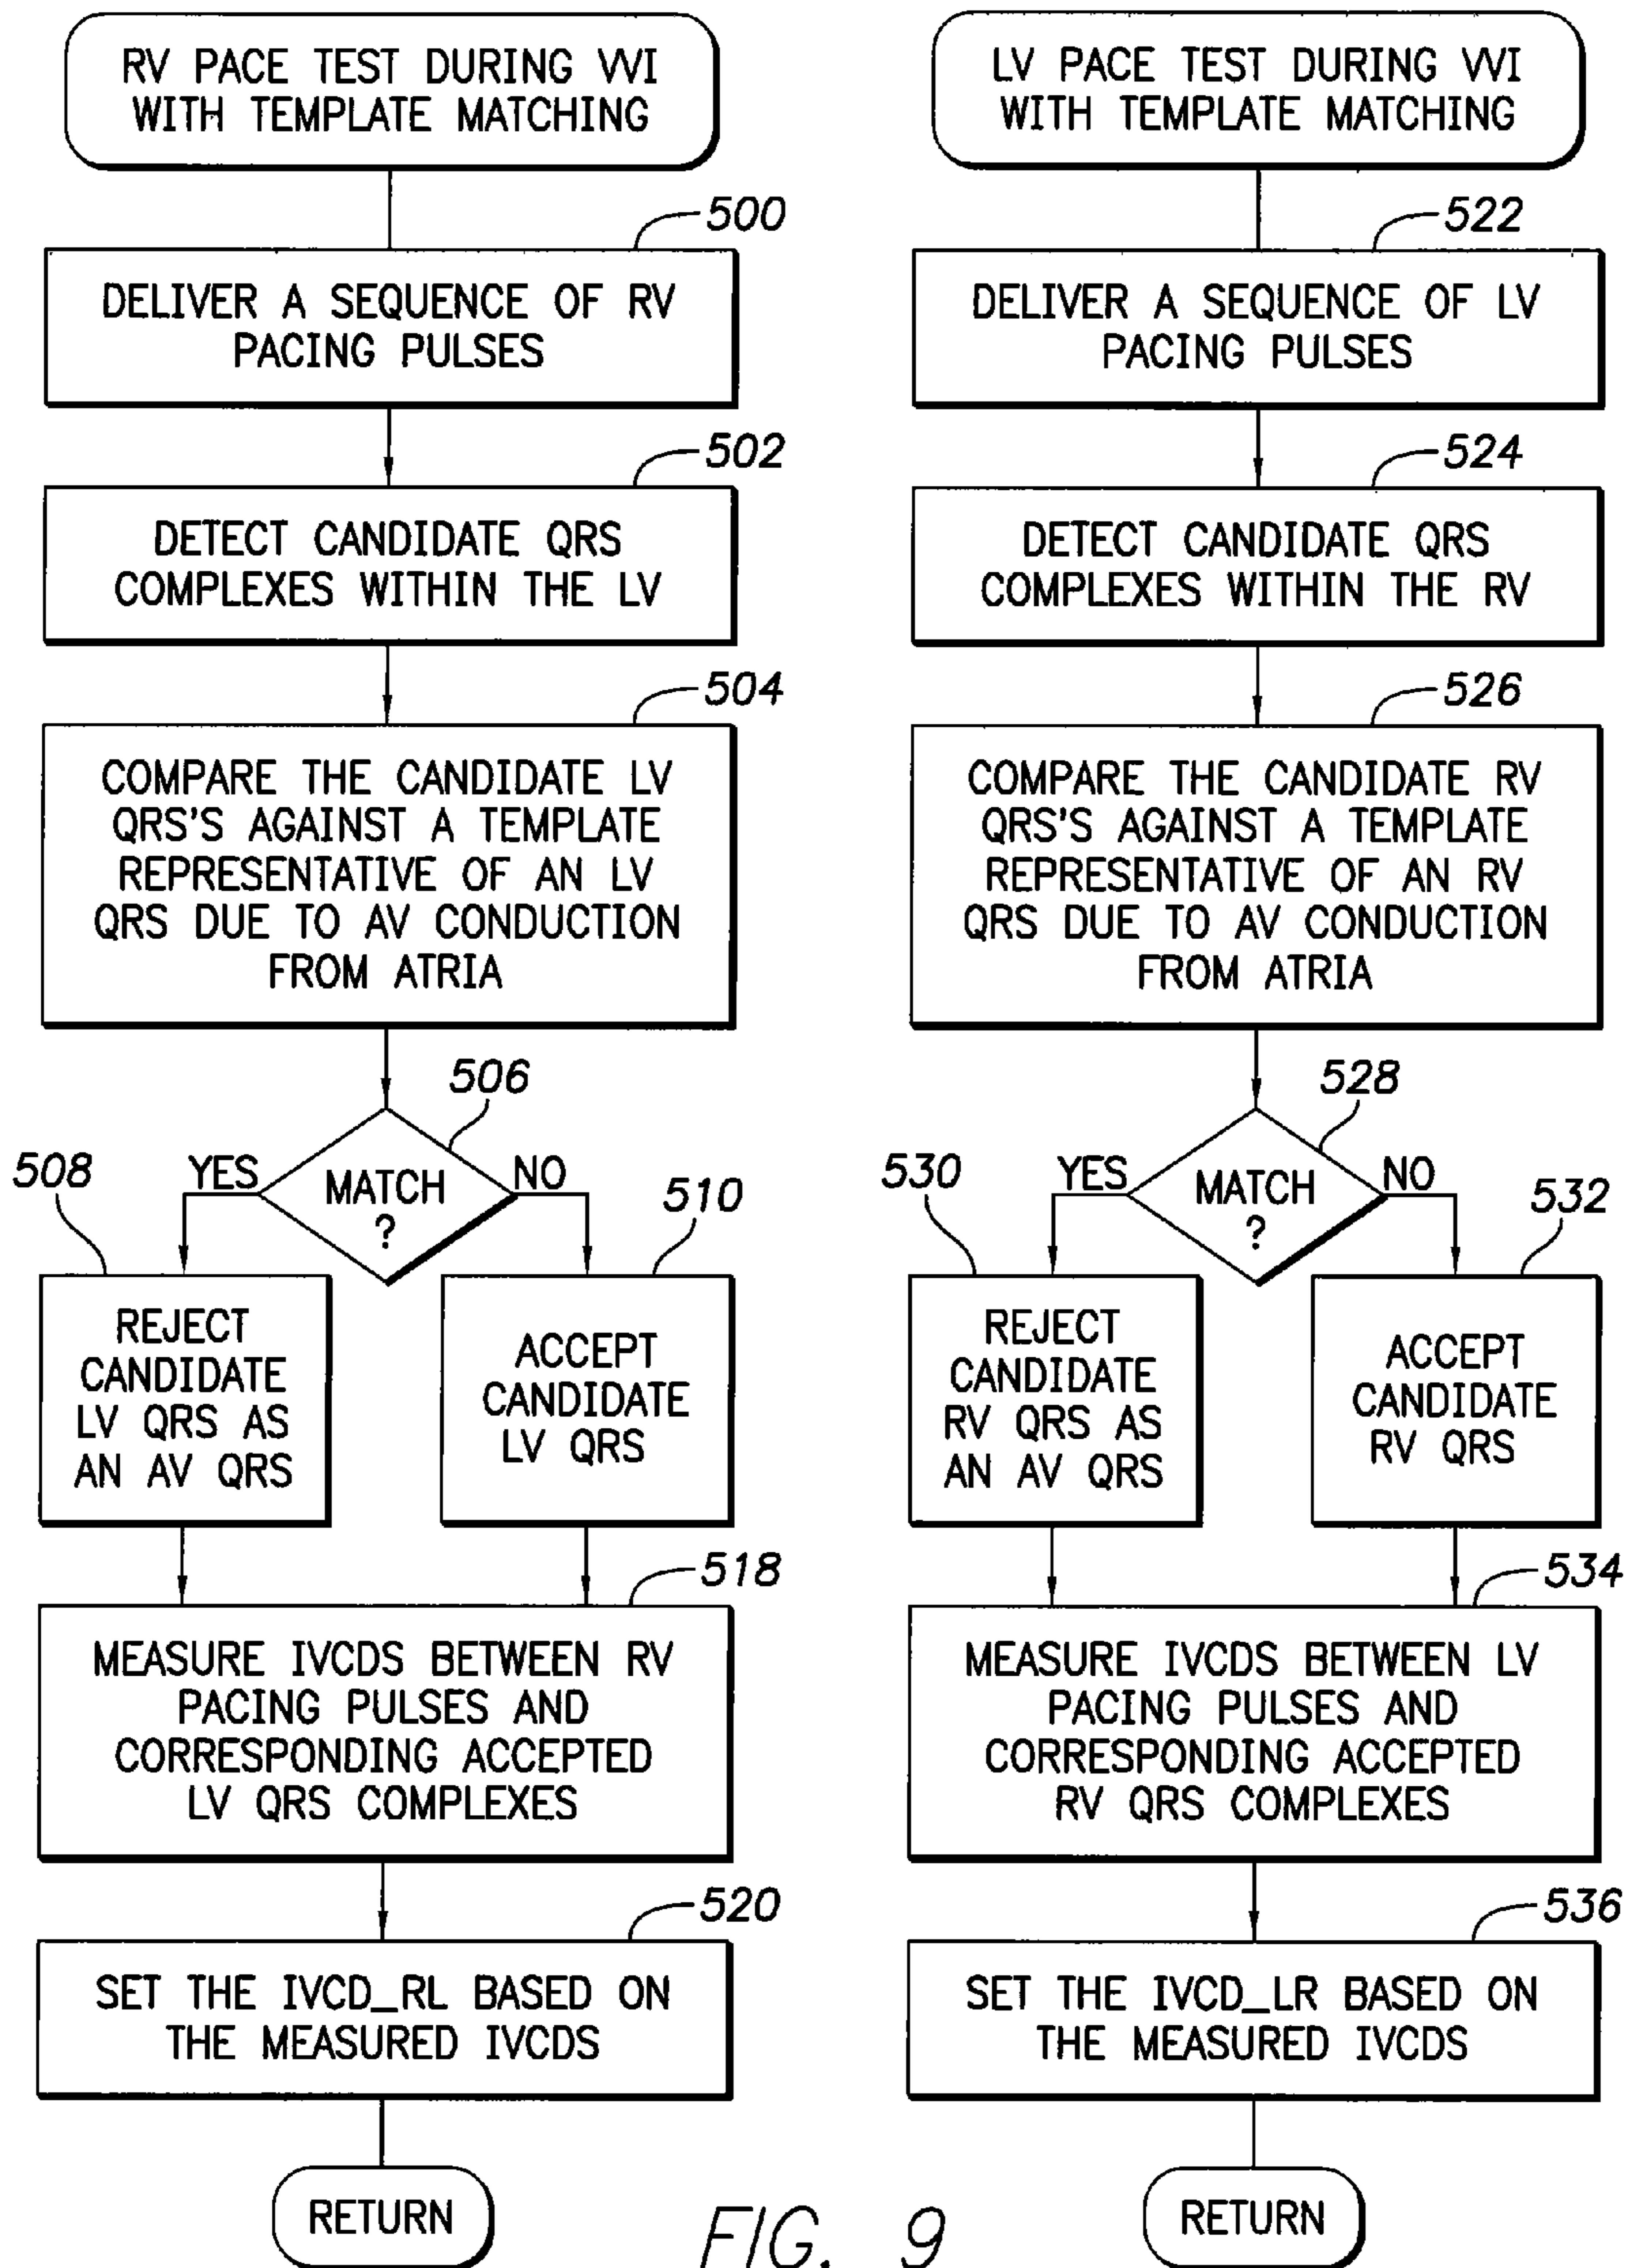 RV PACE TEST DURING VVI
WITH TEMPLATE MATCHING
500
DELIVER A SEQUENCE OF RV
PACING PULSES
502
DETECT CANDIDATE QRS
COMPLEXES WITHIN THE LV
504
COMPARE THE CANDIDATE LV
QRS'S AGAINST A TEMPLATE
REPRESENTATIVE OF AN LV
QRS DUE TO AV CONDUCTION
FROM ATRIA
506
508
YES
MATCH
?
NO
510
REJECT
CANDIDATE
LV QRS AS
AN AV QRS
ACCEPT
CANDIDATE
LV QRS
518
MEASURE IVCDS BETWEEN RV
PACING PULSES AND
CORRESPONDING ACCEPTED
LV QRS COMPLEXES
520
SET THE IVCD_RL BASED ON
THE MEASURED IVCDS
RETURN
LV PACE TEST DURING VVI
WITH TEMPLATE MATCHING
522
DELIVER A SEQUENCE OF LV
PACING PULSES
524
DETECT CANDIDATE QRS
COMPLEXES WITHIN THE RV
526
COMPARE THE CANDIDATE RV
QRS'S AGAINST A TEMPLATE
REPRESENTATIVE OF AN RV
QRS DUE TO AV CONDUCTION
FROM ATRIA
528
530
YES
MATCH
?
NO
532
REJECT
CANDIDATE
RV QRS AS
AN AV QRS
ACCEPT
CANDIDATE
RV QRS
534
MEASURE IVCDS BETWEEN LV
PACING PULSES AND
CORRESPONDING ACCEPTED
RV QRS COMPLEXES
536
SET THE IVCD_LR BASED ON
THE MEASURED IVCDS
RETURN
FIG. 9